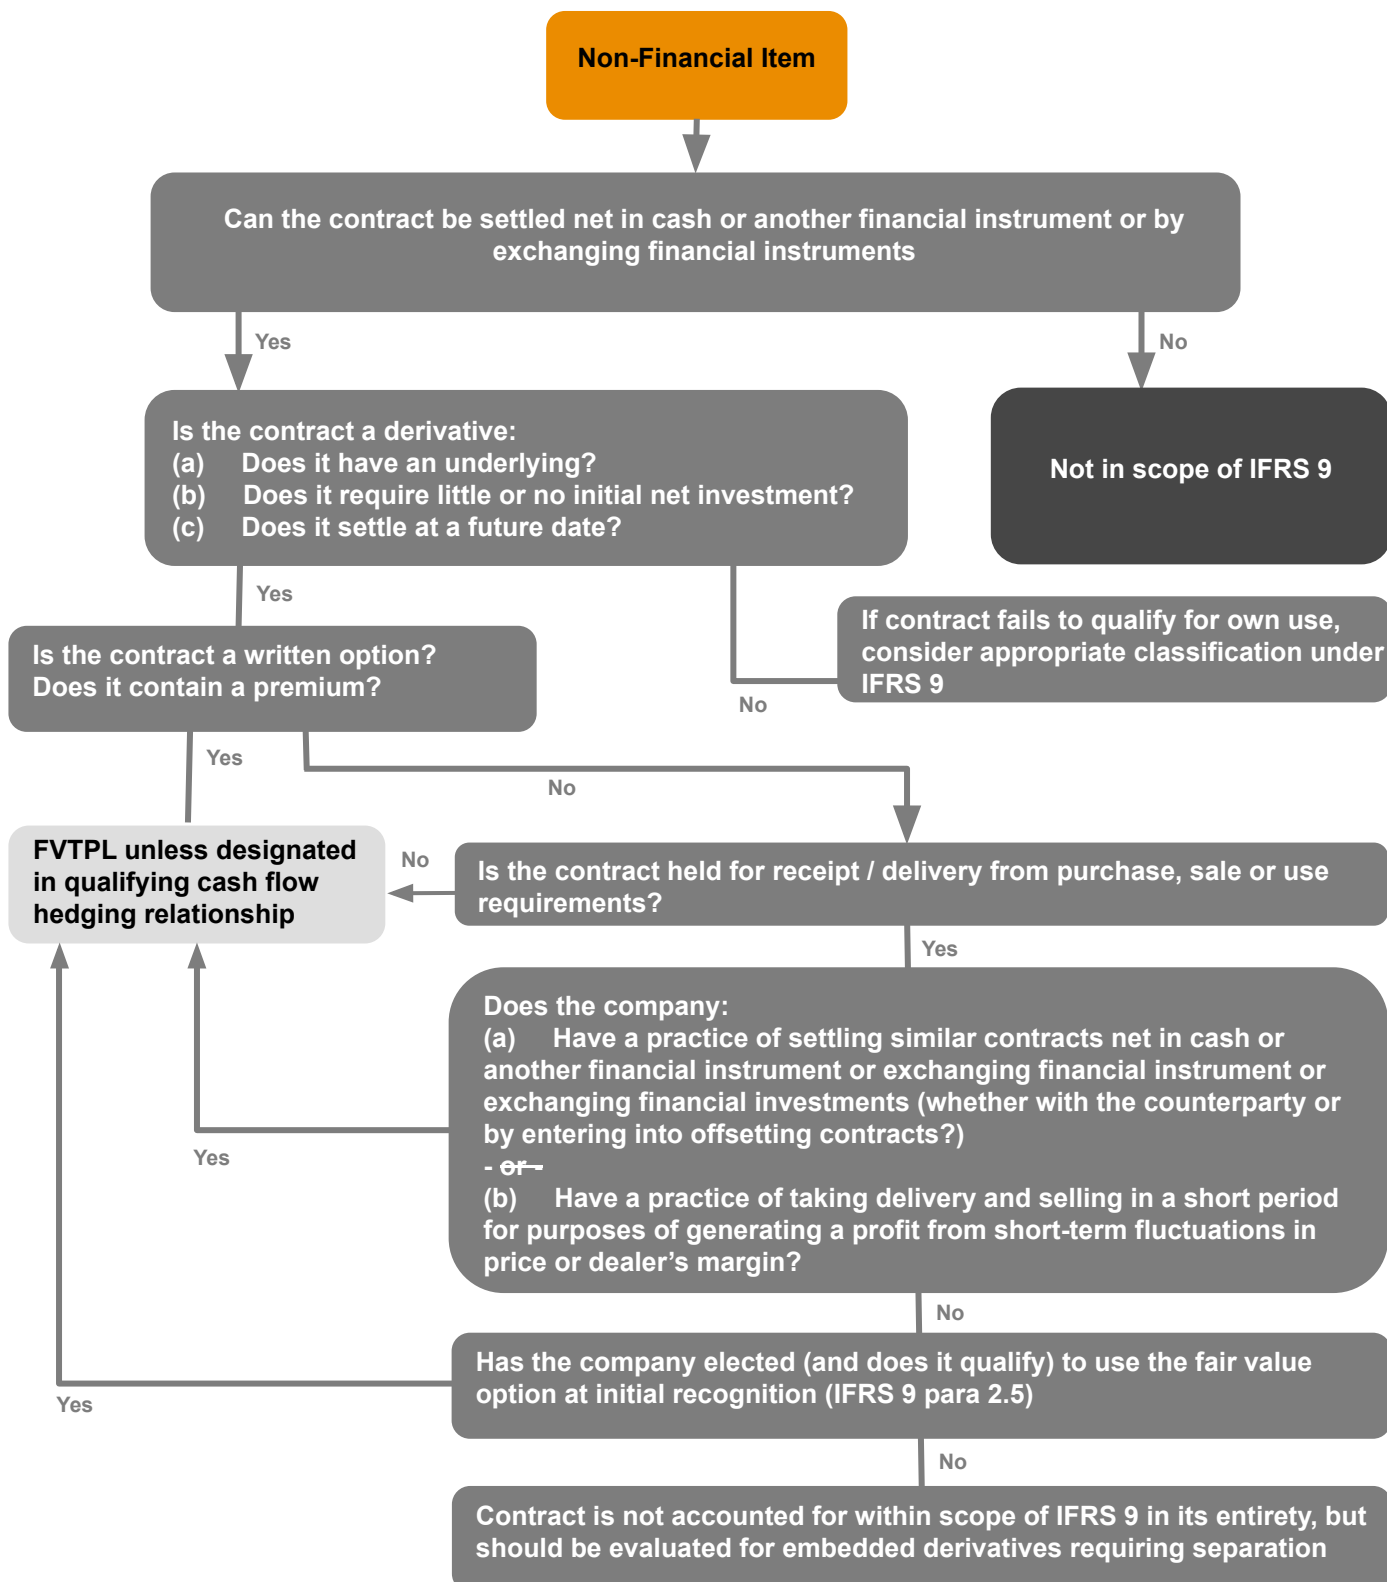 Non-Financial Item
Can the contract be settled net in cash or another financial instrument or by
exchanging financial instruments
Yes
No
Is the contract a derivative:
(a) Does it have an underlying?
(b) Does it require little or no initial net investment?
(c) Does it settle at a future date?
Not in scope of IFRS 9
Yes
If contract fails to qualify for own use,
consider appropriate classification under
IFRS 9
No
Is the contract a written option?
Does it contain a premium?
Yes
No
FVTPL unless designated
in qualifying cash flow
hedging relationship
No
Is the contract held for receipt / delivery from purchase, sale or use
requirements?
Yes
Does the company:
(a) Have a practice of settling similar contracts net in cash or
another financial instrument or exchanging financial instrument or
exchanging financial investments (whether with the counterparty or
by entering into offsetting contracts?)
- or -
(b) Have a practice of taking delivery and selling in a short period
for purposes of generating a profit from short-term fluctuations in
price or dealer’s margin?
Yes
No
Has the company elected (and does it qualify) to use the fair value
option at initial recognition (IFRS 9 para 2.5)
Yes
No
Contract is not accounted for within scope of IFRS 9 in its entirety, but
should be evaluated for embedded derivatives requiring separation